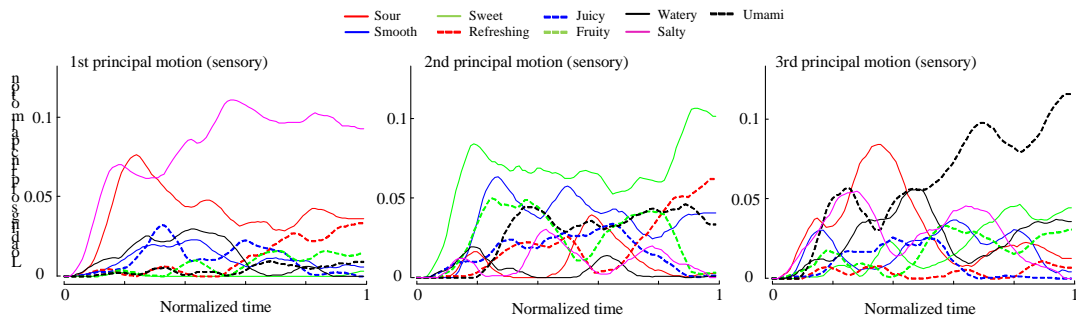 Sour Sweet Juicy Watery Umami
Smooth Refreshing Fruity Salty
1st principal motion (sensory) 2nd principal motion (sensory) 3rd principal motion (sensory)
0.1 0.1 0.1
0.05 0.05 0.05
0 0 0
0 1 0 1 0 1
Normalized time Normalized time Normalized time